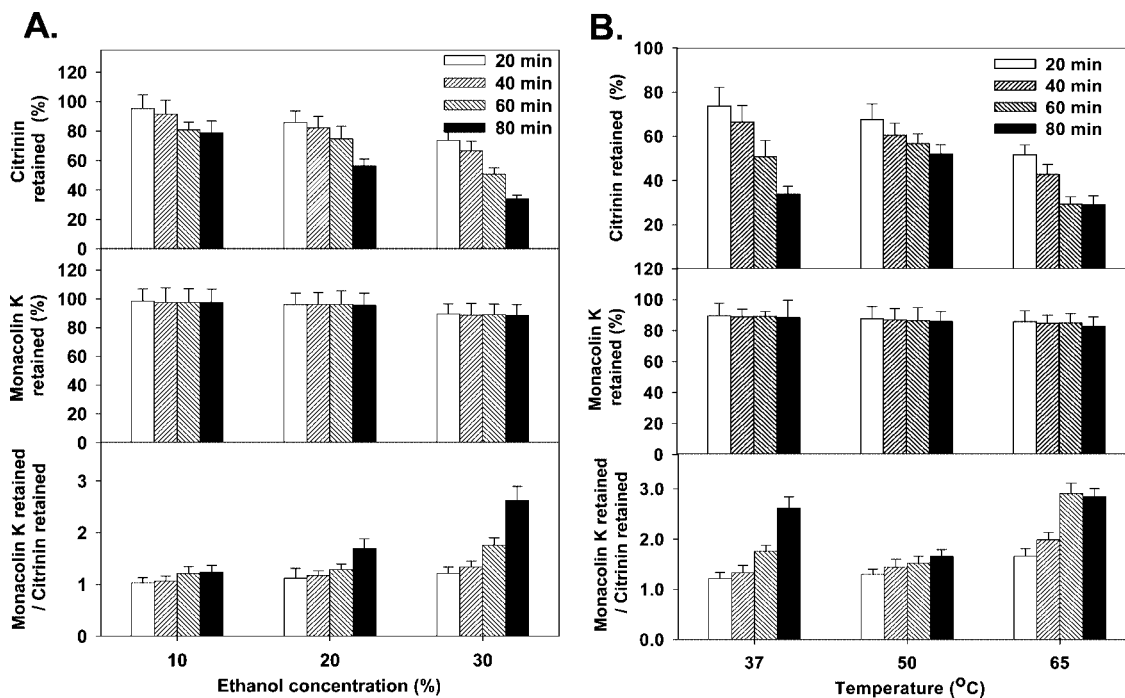 A.
20 min
40 min
60 min
80 min
Citrinin
retained (%)
120
100
80
60
40
20
0
Monacolin K
retained (%)
120
100
80
60
40
20
0
Monacolin K retained
/ Citrinin retained
3
2
1
0
10
20
30
Ethanol concentration (%)
B.
20 min
40 min
60 min
80 min
Citrinin retained (%)
100
80
60
40
20
Monacolin K
retained (%)
120
100
80
60
40
20
0
Monacolin K retained
/ Citrinin retained
3.0
2.0
1.0
0.0
37
50
65
Temperature (°C)